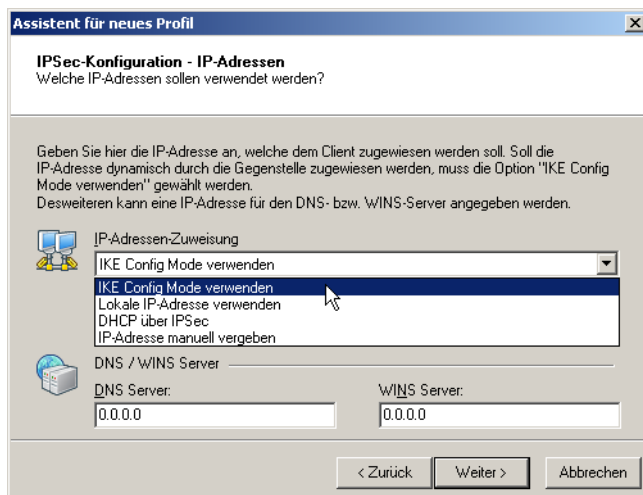 Assistent für neues Profil
IPSec-Konfiguration - IP-Adressen
Welche IP-Adressen sollen verwendet werden?
Geben Sie hier die IP-Adresse an, welche dem Client zugewiesen werden soll. Soll die
IP-Adresse dynamisch durch die Gegenstelle zugewiesen werden, muss die Option "IKE Config
Mode verwenden" gewählt werden.
Desweiteren kann eine IP-Adresse für den DNS- bzw. WINS-Server angegeben werden.
IP-Adressen-Zuweisung
IKE Config Mode verwenden
IKE Config Mode verwenden
Lokale IP-Adresse verwenden
DHCP über IPSec
IP-Adresse manuell vergeben
DNS / WINS Server
DNS Server: WINS Server:
0.0.0.0 0.0.0.0
< Zurück Weiter > Abbrechen